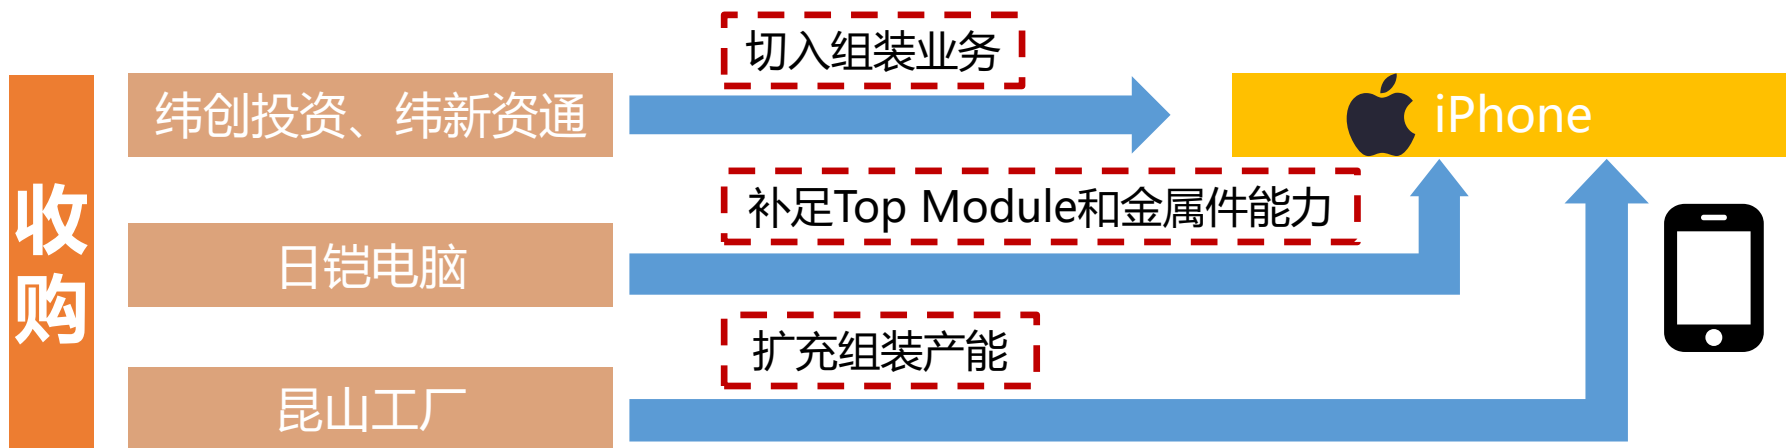 收购
切入组装业务
纬创投资、纬新资通
iPhone
补足Top Module和金属件能力
日铠电脑
扩充组装产能
昆山工厂